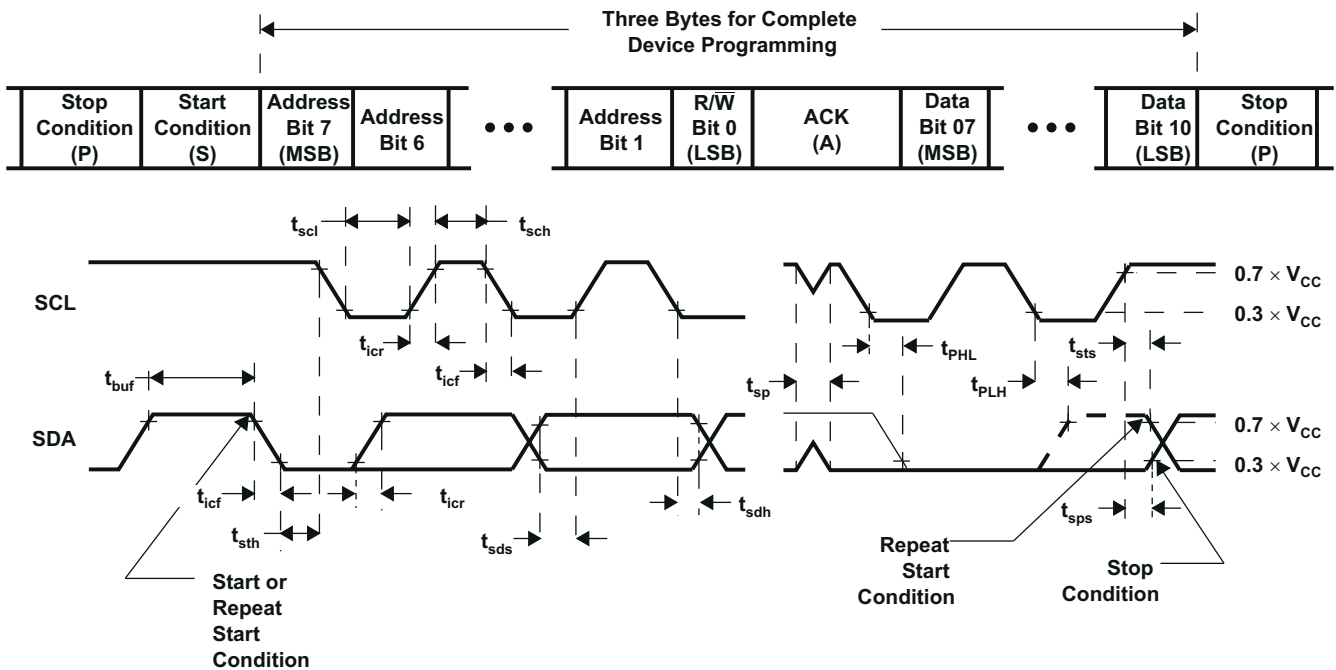 Three Bytes for Complete
Device Programming
Stop
Condition
(P)
Start
Condition
(S)
Address
Bit 7
(MSB)
Address
Bit 6
•••
Address
Bit 1
R/W̅
Bit 0
(LSB)
ACK
(A)
Data
Bit 07
(MSB)
•••
Data
Bit 10
(LSB)
Stop
Condition
(P)
tscl
tsch
SCL
0.7 × VCC
0.3 × VCC
ticr
ticf
tPHL
tsts
tbuf
tsp
tPLH
SDA
0.7 × VCC
0.3 × VCC
ticf
ticr
tsdh
tsth
tsds
tsps
Start or
Repeat
Start
Condition
Repeat
Start
Condition
Stop
Condition